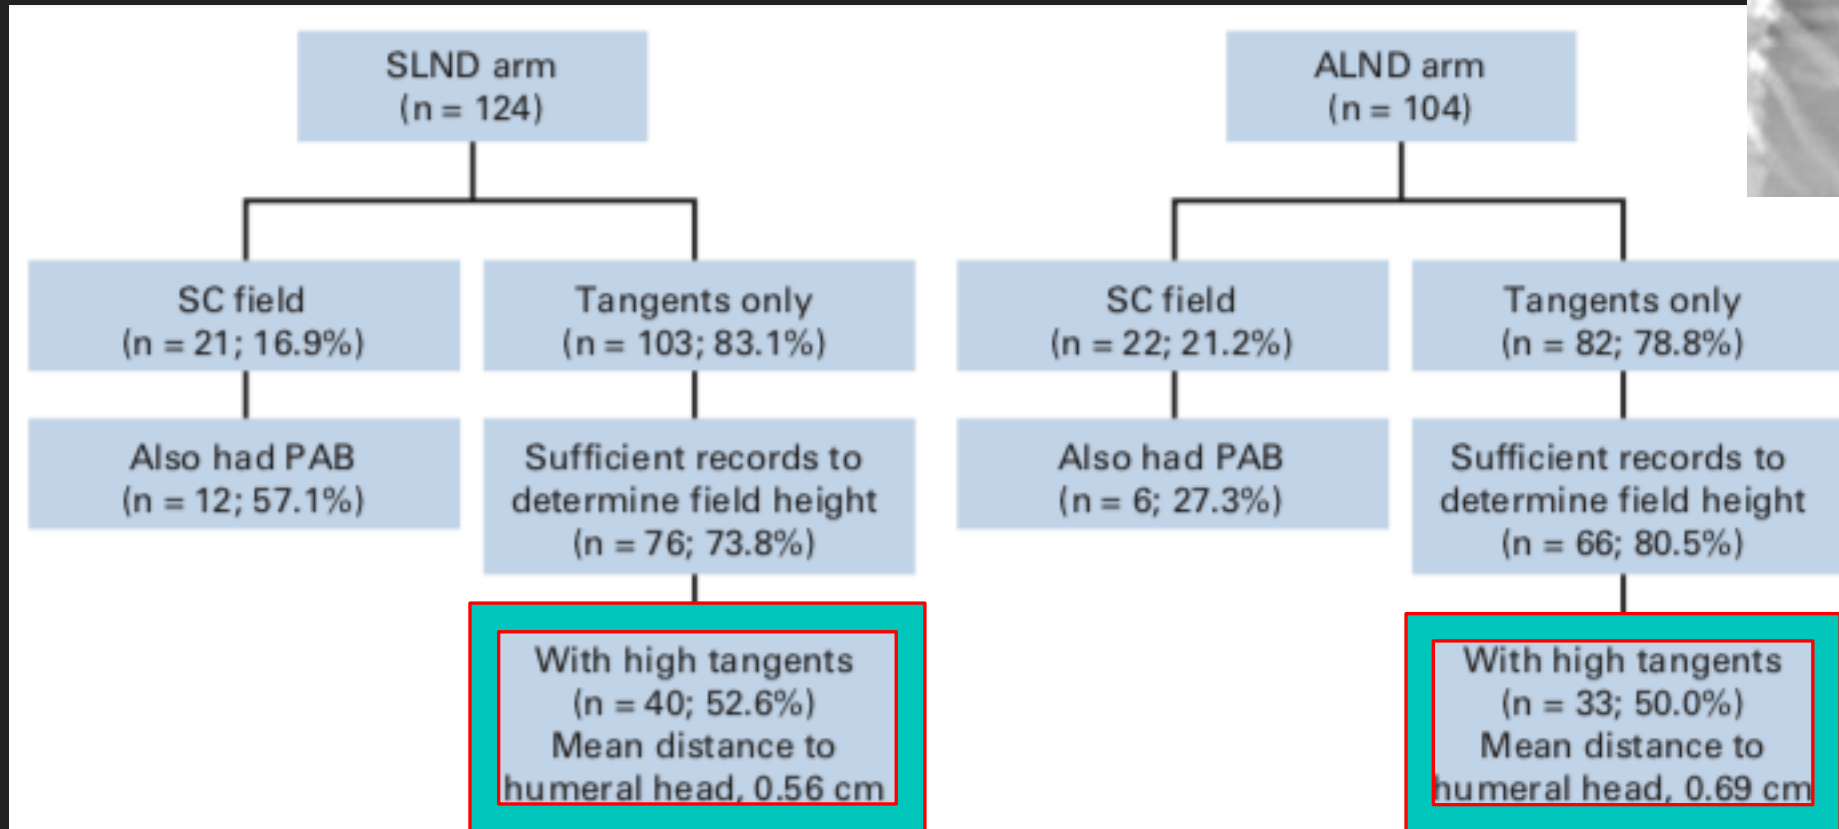 SLND arm
(n = 124)
SC field
(n = 21; 16.9%)
Tangents only
(n = 103; 83.1%)
Also had PAB
(n = 12; 57.1%)
Sufficient records to
determine field height
(n = 76; 73.8%)
With high tangents
(n = 40; 52.6%)
Mean distance to
humeral head, 0.56 cm
ALND arm
(n = 104)
SC field
(n = 22; 21.2%)
Tangents only
(n = 82; 78.8%)
Also had PAB
(n = 6; 27.3%)
Sufficient records to
determine field height
(n = 66; 80.5%)
With high tangents
(n = 33; 50.0%)
Mean distance to
humeral head, 0.69 cm